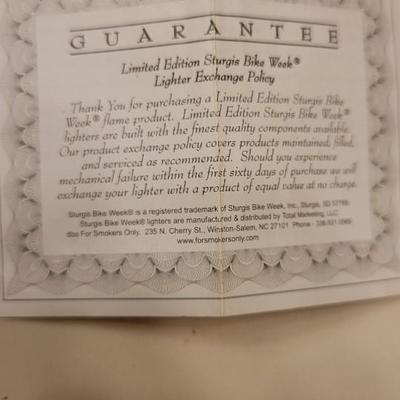 GUARANTEE
Limited Edition Sturgis Bike Week®
Lighter Exchange Policy
Thank You for purchasing a Limited Edition Sturgis Bike
Week® flame product. Limited Edition Sturgis Bike Week®
lighters are built with the finest quality components available.
Our product exchange policy covers products maintained, filled,
and serviced as recommended. Should you experience
mechanical failure within the first sixty days of purchase we will
exchange your lighter with a product of equal value at no charge.
Sturgis Bike Week® is a registered trademark of Sturgis Bike Week, Inc., Sturgis, SD 57785.
Sturgis Bike Week® lighters are manufactured & distributed by Total Marketing, LLC.
dba For Smokers Only. 235 N. Cherry St., Winston-Salem, NC 27101 Phone -
www.forsmokersonly.com